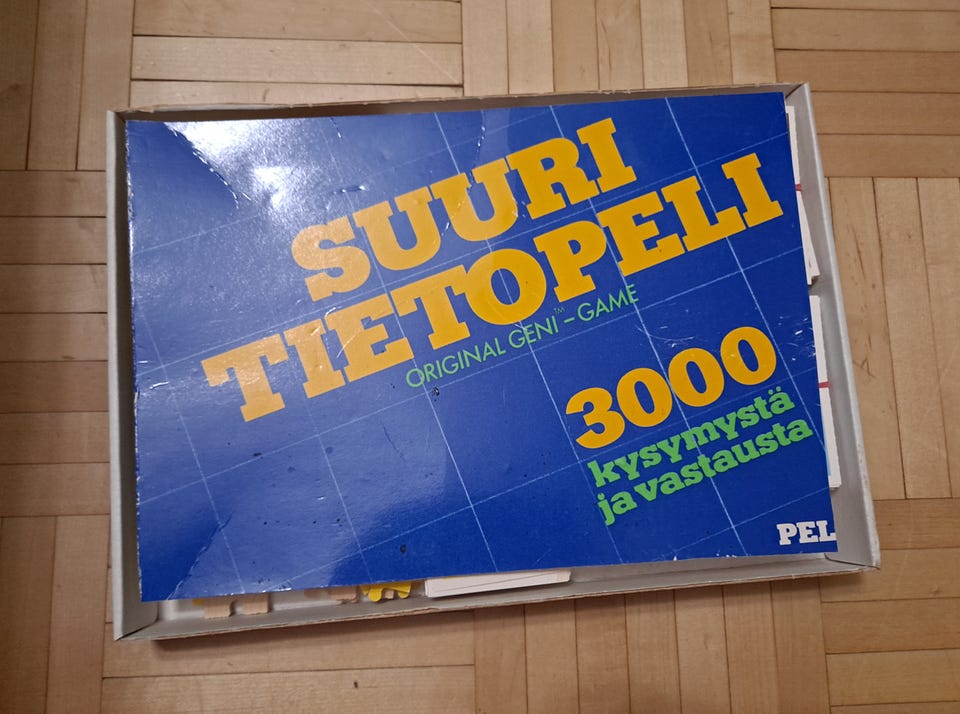 SUURI
TIETOPELI
ORIGINAL GENI™ – GAME
3000
kysymystä
ja vastausta
PEL